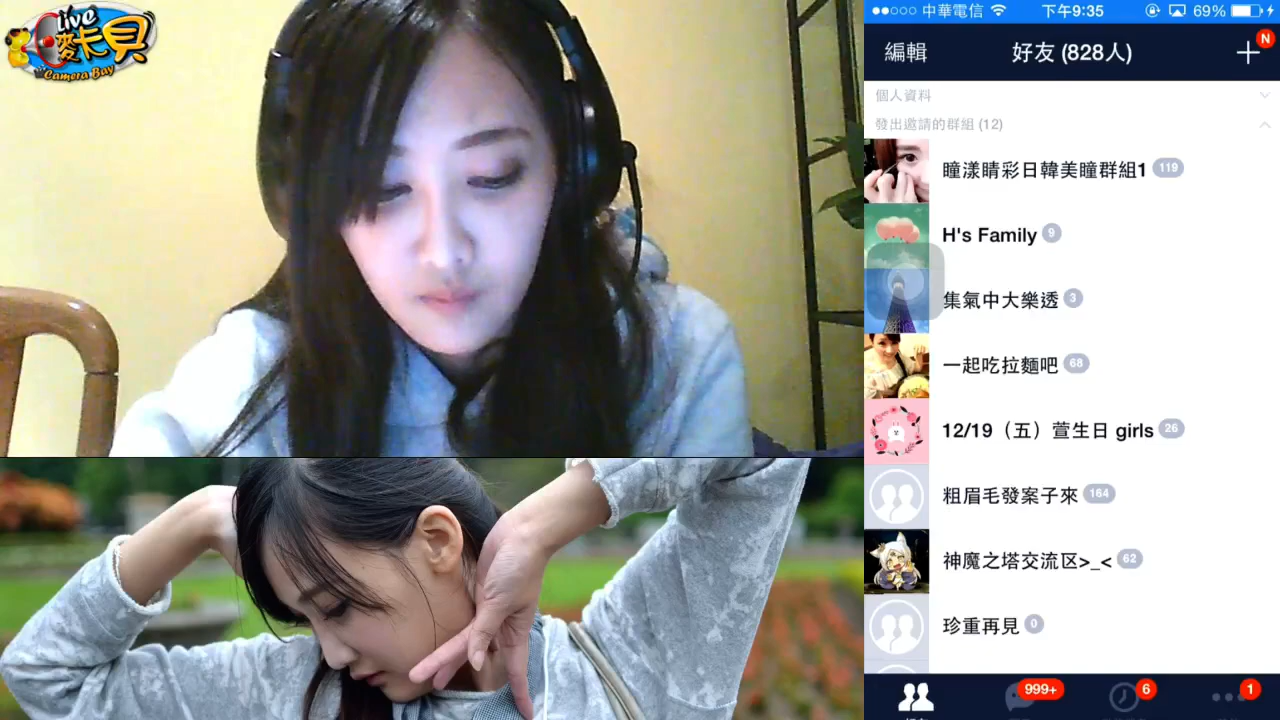 Live
麥卡貝
Camera Bay
中華電信
下午9:35
69%
編輯
好友 (828人)
N
個人資料
發出邀請的群組 (12)
瞳漾睛彩日韓美瞳群組1 119
H's Family 9
集氣中大樂透 3
一起吃拉麵吧 68
12/19（五）萱生日 girls 26
粗眉毛發案子來 164
神魔之塔交流区>_< 62
珍重再見 0
999+
6
1